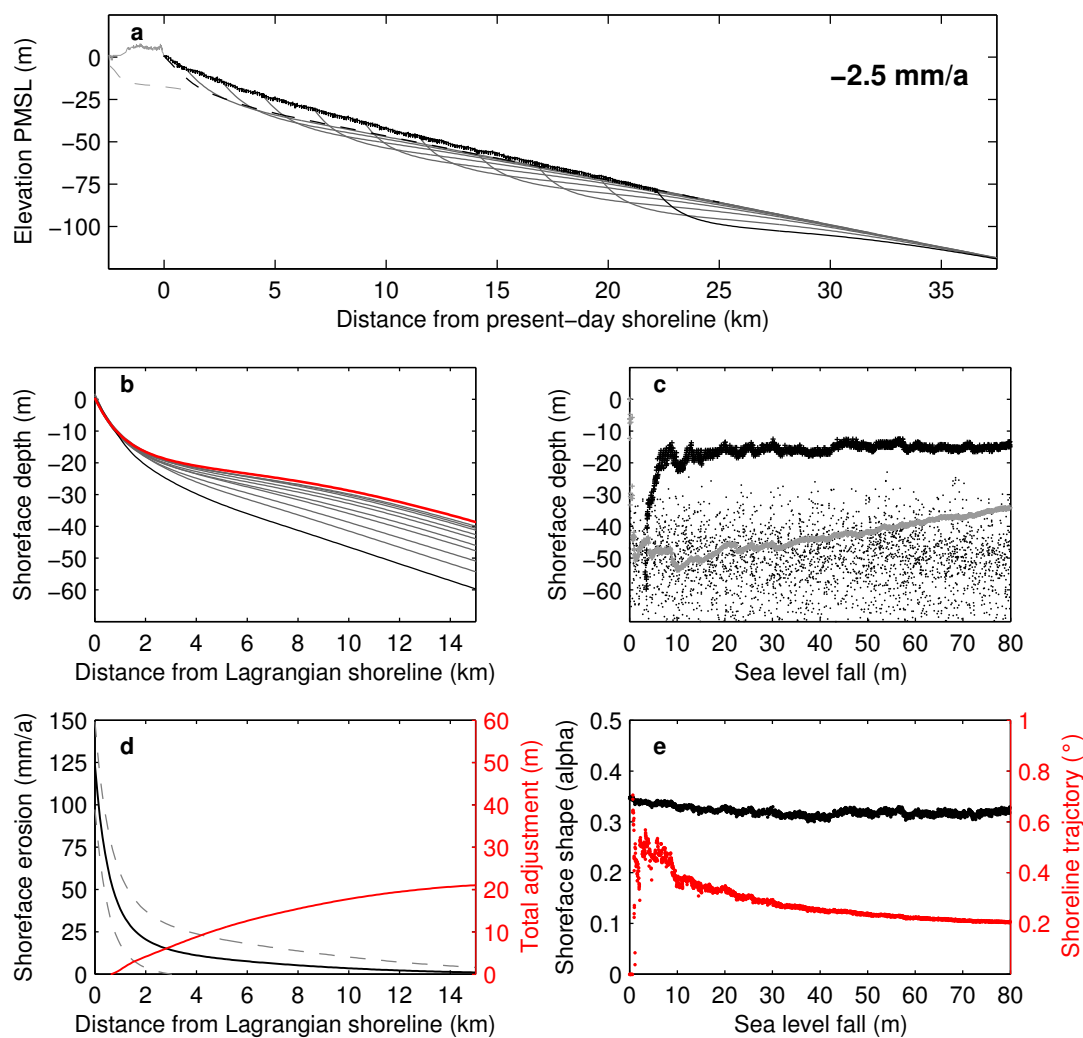 a
−2.5 mm/a
Elevation PMSL (m)
0
−25
−50
−75
−100
0 5 10 15 20 25 30 35
Distance from present−day shoreline (km)
b
Shoreface depth (m)
0
−10
−20
−30
−40
−50
−60
0 2 4 6 8 10 12 14
Distance from Lagrangian shoreline (km)
c
Shoreface depth (m)
0
−10
−20
−30
−40
−50
−60
0 10 20 30 40 50 60 70 80
Sea level fall (m)
d
Shoreface erosion (mm/a)
150
125
100
75
50
25
0
Total adjustment (m)
60
50
40
30
20
10
0
0 2 4 6 8 10 12 14
Distance from Lagrangian shoreline (km)
e
Shoreface shape (alpha)
0.5
0.4
0.3
0.2
0.1
0
Shoreline trajctory (°)
1
0.8
0.6
0.4
0.2
0 10 20 30 40 50 60 70 80
Sea level fall (m)